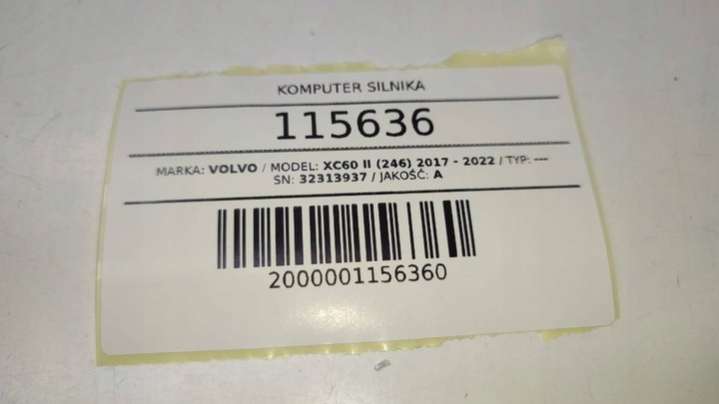 KOMPUTER SILNIKA
115636
MARKA: VOLVO / MODEL: XC60 II (246) 2017 - 2022 / TYP: ---
SN: 32313937 / JAKOŚĆ: A
2000001156360